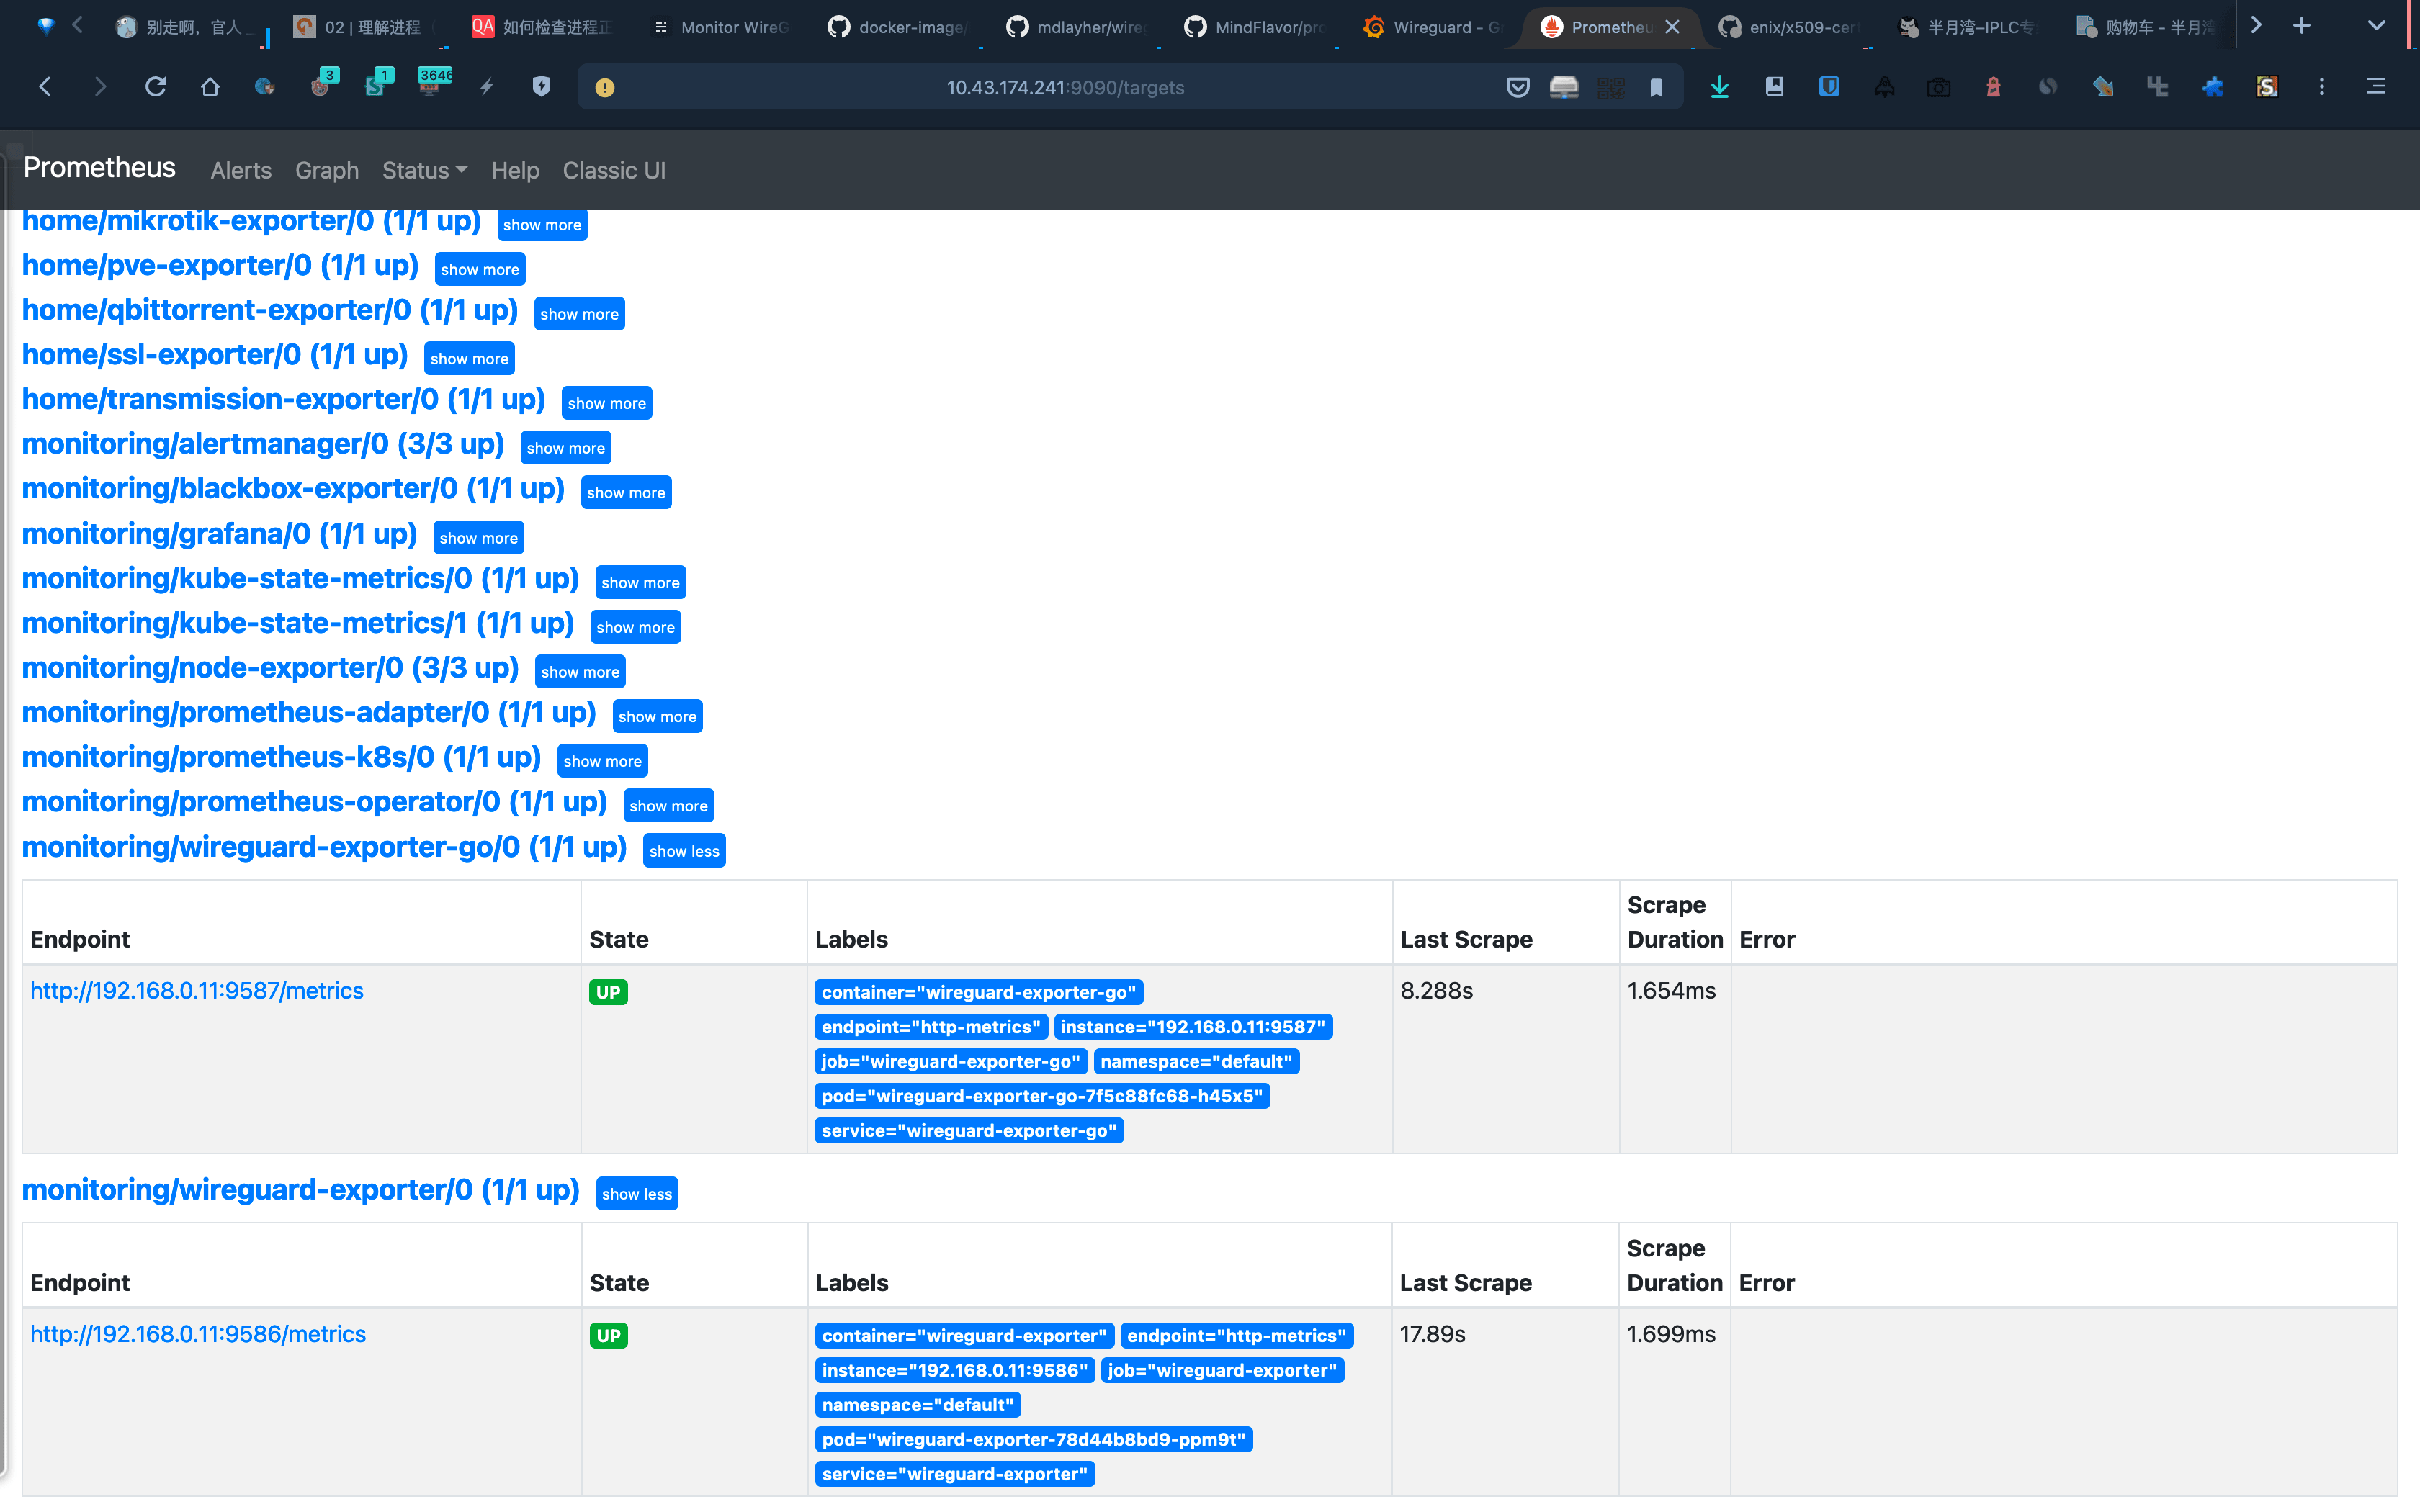 别走啊，官人
02 | 理解进程
QA 如何检查进程正
Monitor WireG
docker-image/
mdlayher/wire
MindFlavor/pro
Wireguard - Gr
Prometheu
enix/x509-cer
半月湾–IPLC专
购物车 - 半月湾
3
1
3646
10.43.174.241:9090/targets
Prometheus Alerts Graph Status Help Classic UI
home/mikrotik-exporter/0 (1/1 up) show more
home/pve-exporter/0 (1/1 up) show more
home/qbittorrent-exporter/0 (1/1 up) show more
home/ssl-exporter/0 (1/1 up) show more
home/transmission-exporter/0 (1/1 up) show more
monitoring/alertmanager/0 (3/3 up) show more
monitoring/blackbox-exporter/0 (1/1 up) show more
monitoring/grafana/0 (1/1 up) show more
monitoring/kube-state-metrics/0 (1/1 up) show more
monitoring/kube-state-metrics/1 (1/1 up) show more
monitoring/node-exporter/0 (3/3 up) show more
monitoring/prometheus-adapter/0 (1/1 up) show more
monitoring/prometheus-k8s/0 (1/1 up) show more
monitoring/prometheus-operator/0 (1/1 up) show more
monitoring/wireguard-exporter-go/0 (1/1 up) show less
Endpoint State Labels Last Scrape Scrape Duration Error
http://192.168.0.11:9587/metrics UP container="wireguard-exporter-go" 8.288s 1.654ms
endpoint="http-metrics" instance="192.168.0.11:9587"
job="wireguard-exporter-go" namespace="default"
pod="wireguard-exporter-go-7f5c88fc68-h45x5"
service="wireguard-exporter-go"
monitoring/wireguard-exporter/0 (1/1 up) show less
Endpoint State Labels Last Scrape Scrape Duration Error
http://192.168.0.11:9586/metrics UP container="wireguard-exporter" endpoint="http-metrics" 17.89s 1.699ms
instance="192.168.0.11:9586" job="wireguard-exporter"
namespace="default"
pod="wireguard-exporter-78d44b8bd9-ppm9t"
service="wireguard-exporter"